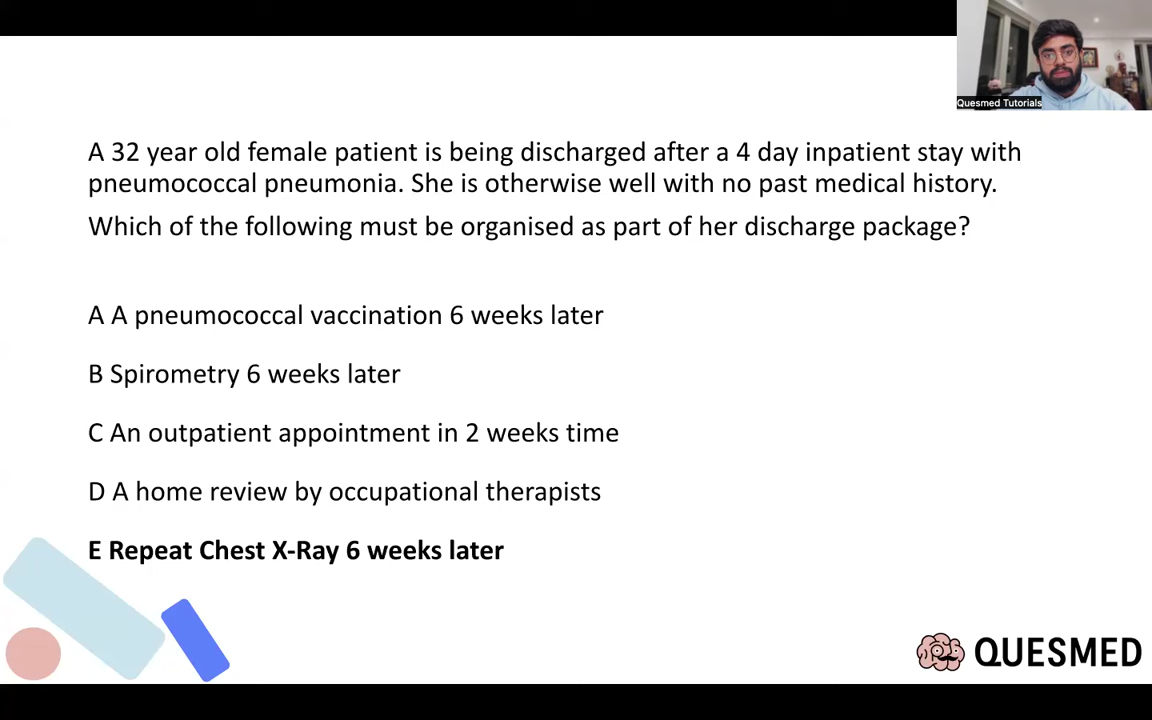 Quesmed Tutorials
A 32 year old female patient is being discharged after a 4 day inpatient stay with
pneumococcal pneumonia. She is otherwise well with no past medical history.
Which of the following must be organised as part of her discharge package?
A A pneumococcal vaccination 6 weeks later
B Spirometry 6 weeks later
C An outpatient appointment in 2 weeks time
D A home review by occupational therapists
E Repeat Chest X-Ray 6 weeks later
QUESMED